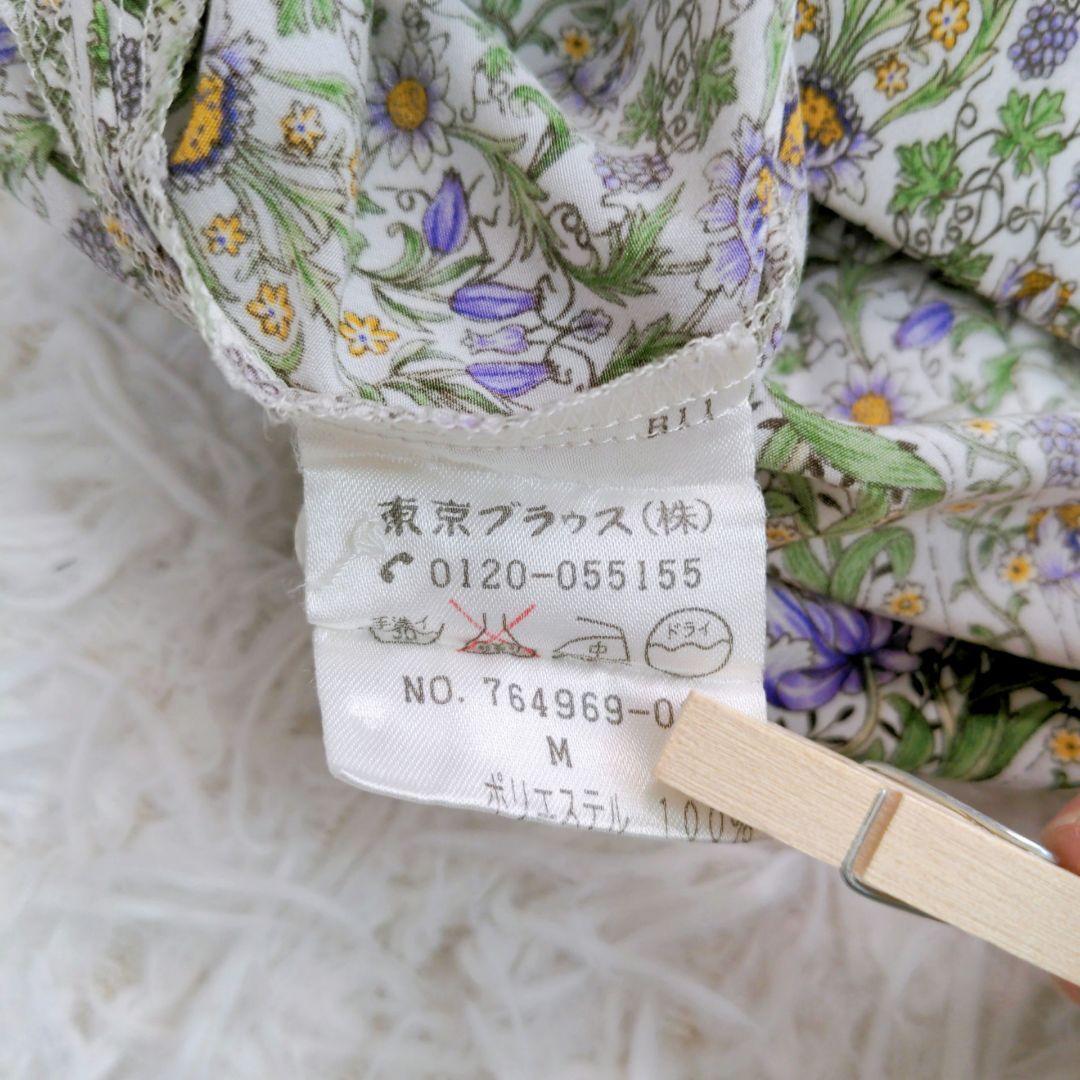 B11
東京ブラウス(株)
0120-055155
手洗イ 中 ドライ
NO. 764969-0
M
ポリエステル 100%